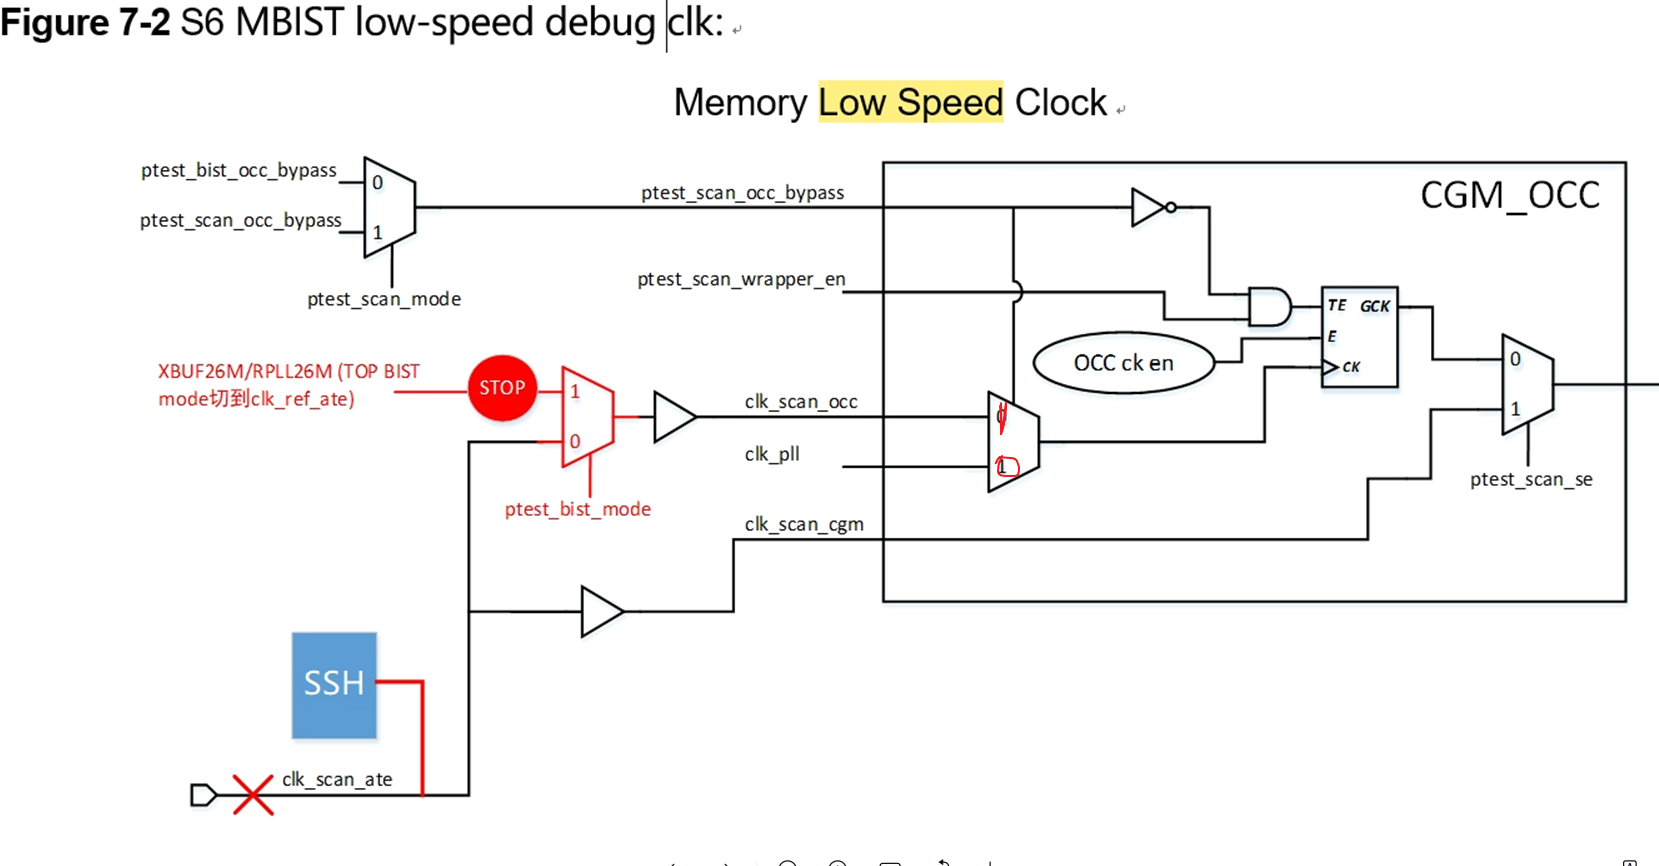 Figure 7-2 S6 MBIST low-speed debug clk:
Memory Low Speed Clock
ptest_bist_occ_bypass
0
ptest_scan_occ_bypass
1
ptest_scan_mode
ptest_scan_occ_bypass
CGM_OCC
ptest_scan_wrapper_en
TE GCK
E
CK
OCC ck en
0
1
ptest_scan_se
XBUF26M/RPLL26M (TOP BIST
mode切到clk_ref_ate)
STOP
1
0
ptest_bist_mode
clk_scan_occ
0
clk_pll
1
clk_scan_cgm
SSH
clk_scan_ate